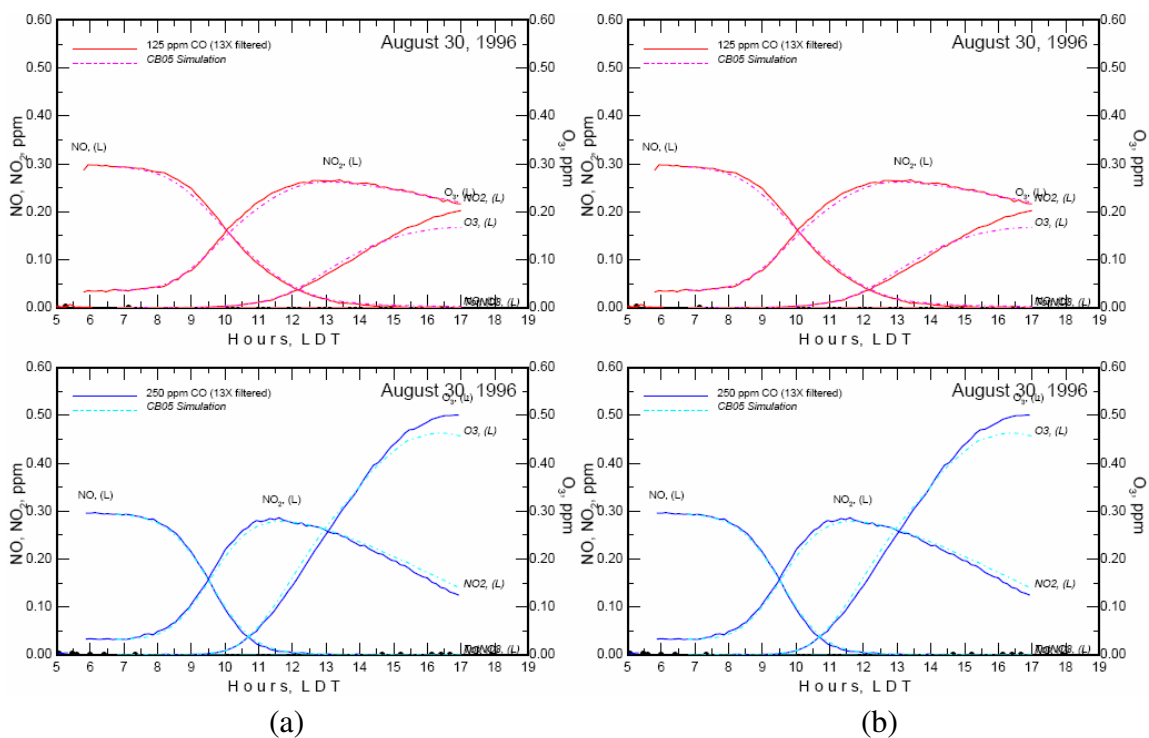 125 ppm CO (13X filtered)
CB05 Simulation
August 30, 1996
NO, NO2, ppm
O3, ppm
0.60
0.50
0.40
0.30
0.20
0.10
0.00
NO, (L)
NO2, (L)
O3, (L)
NO2, (L)
O3, (L)
0.60
0.50
0.40
0.30
0.20
0.10
0.00
5 6 7 8 9 10 11 12 13 14 15 16 17 18 19
Hours, LDT
125 ppm CO (13X filtered)
CB05 Simulation
August 30, 1996
NO, NO2, ppm
O3, ppm
0.60
0.50
0.40
0.30
0.20
0.10
0.00
NO, (L)
NO2, (L)
O3, (L)
NO2, (L)
O3, (L)
0.60
0.50
0.40
0.30
0.20
0.10
0.00
5 6 7 8 9 10 11 12 13 14 15 16 17 18 19
Hours, LDT
250 ppm CO (13X filtered)
CB05 Simulation
August 30, 1996
NO, NO2, ppm
O3, ppm
0.60
0.50
0.40
0.30
0.20
0.10
0.00
O3, (L)
O3, (L)
NO, (L)
NO2, (L)
NO2, (L)
0.60
0.50
0.40
0.30
0.20
0.10
0.00
5 6 7 8 9 10 11 12 13 14 15 16 17 18 19
Hours, LDT
250 ppm CO (13X filtered)
CB05 Simulation
August 30, 1996
NO, NO2, ppm
O3, ppm
0.60
0.50
0.40
0.30
0.20
0.10
0.00
O3, (L)
O3, (L)
NO, (L)
NO2, (L)
NO2, (L)
0.60
0.50
0.40
0.30
0.20
0.10
0.00
5 6 7 8 9 10 11 12 13 14 15 16 17 18 19
Hours, LDT
(a)
(b)